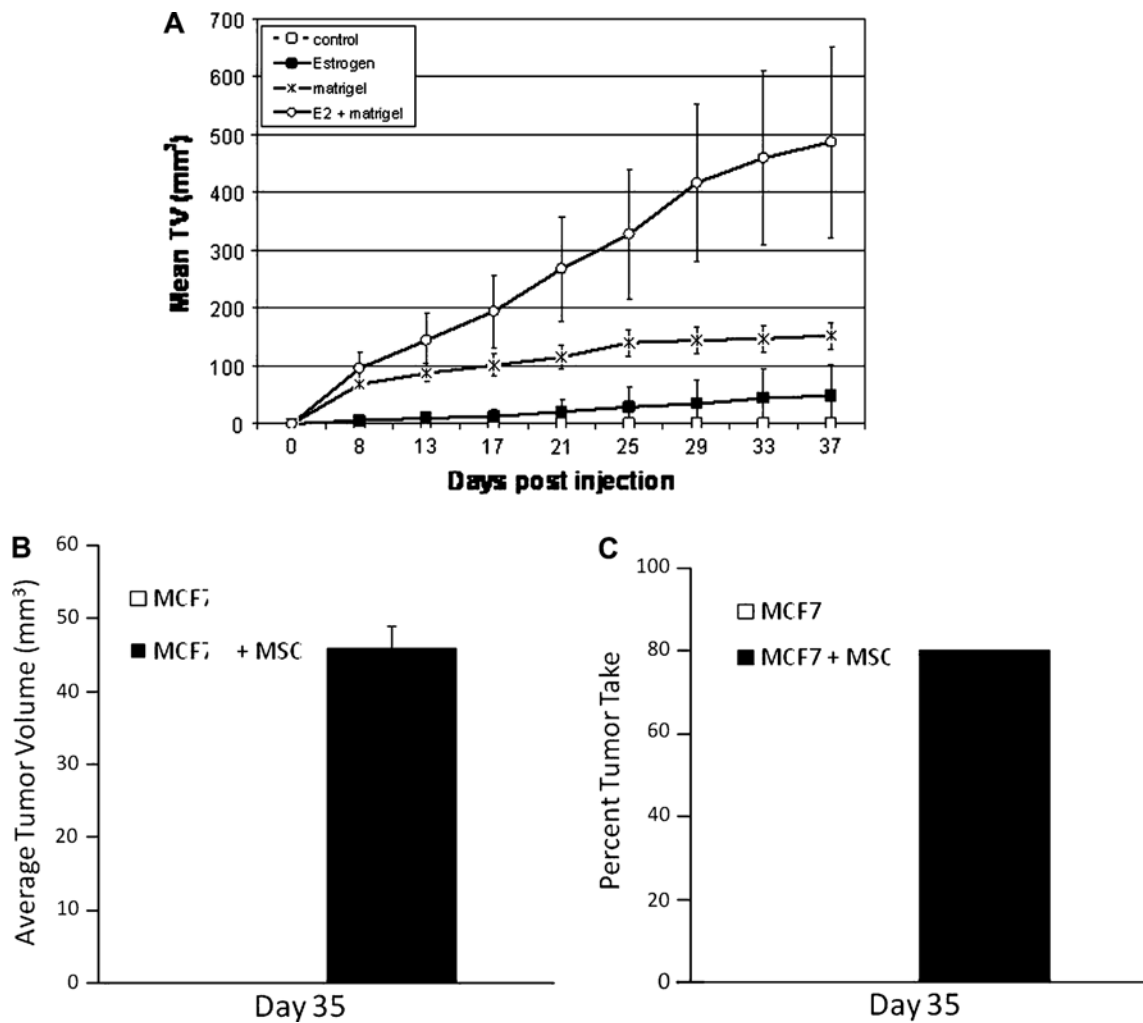 A
control
Estrogen
matrigel
E2 + matrigel
Mean TV (mm³)
700
600
500
400
300
200
100
0
0 8 13 17 21 25 29 33 37
Days post injection
B
MCF7
MCF7 + MSC
Average Tumor Volume (mm³)
60
50
40
30
20
10
0
Day 35
C
MCF7
MCF7 + MSC
Percent Tumor Take
100
80
60
40
20
0
Day 35